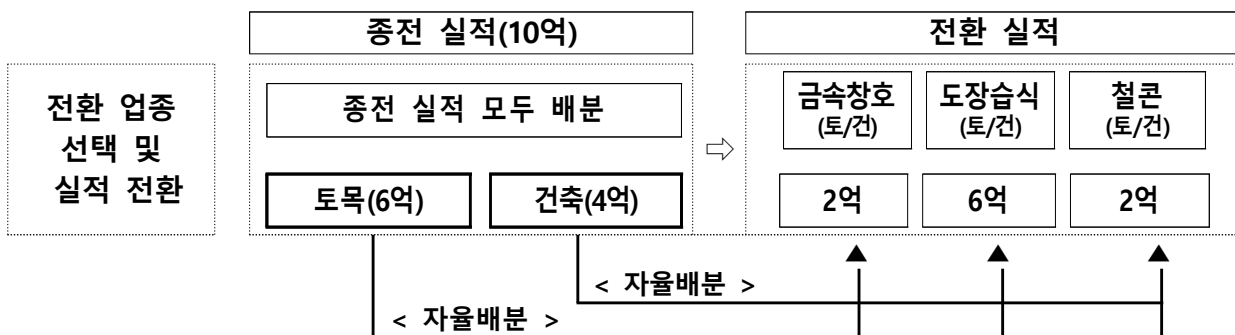 종전 실적(10억)
전환 실적
전환 업종
선택 및
실적 전환
종전 실적 모두 배분
토목(6억)
건축(4억)
⇨
금속창호
(토/건)
도장습식
(토/건)
철콘
(토/건)
2억
6억
2억
< 자율배분 >
< 자율배분 >